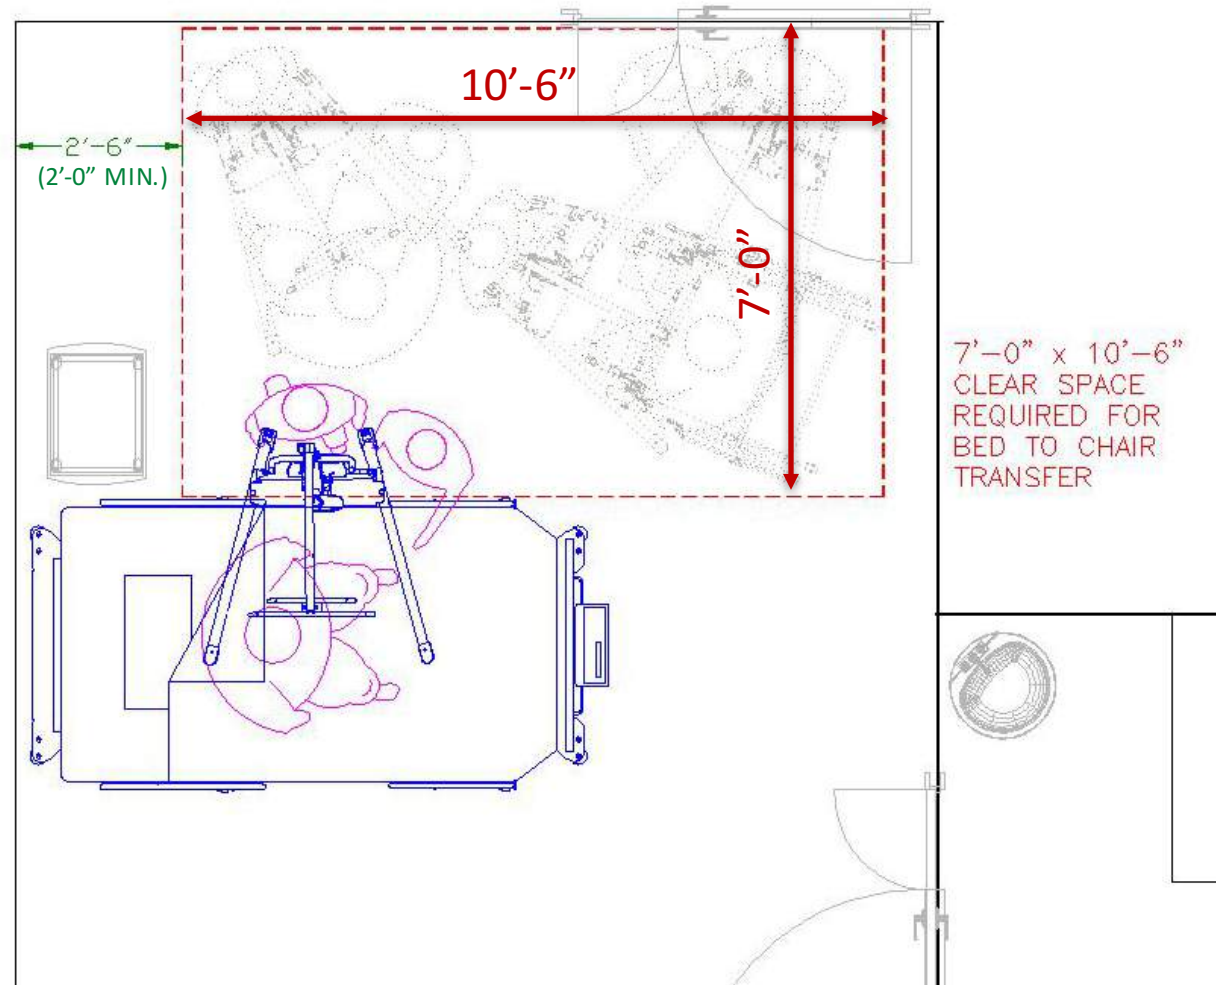 10’-6”
2'-6"
(2’-0” MIN.)
7’-0”
7'-0" x 10'-6"
CLEAR SPACE
REQUIRED FOR
BED TO CHAIR
TRANSFER